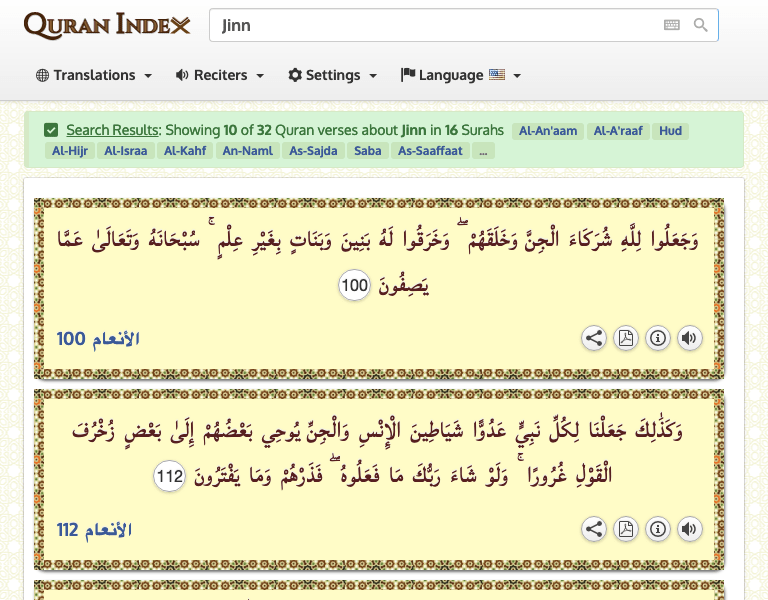 QURAN INDEX
Jinn
Translations Reciters Settings Language
Search Results: Showing 10 of 32 Quran verses about Jinn in 16 Surahs Al-An'aam Al-A'raaf Hud
Al-Hijr Al-Israa Al-Kahf An-Naml As-Sajda Saba As-Saaffaat ...
وَجَعَلُوا لِلَّهِ شُرَكَاءَ الْجِنَّ وَخَلَقَهُمْ ۖ وَخَرَقُوا لَهُ بَنِينَ وَبَنَاتٍ بِغَيْرِ عِلْمٍ ۚ سُبْحَانَهُ وَتَعَالَىٰ عَمَّا
يَصِفُونَ 100
الأنعام 100
وَكَذَٰلِكَ جَعَلْنَا لِكُلِّ نَبِيٍّ عَدُوًّا شَيَاطِينَ الْإِنْسِ وَالْجِنِّ يُوحِي بَعْضُهُمْ إِلَىٰ بَعْضٍ زُخْرُفَ
الْقَوْلِ غُرُورًا ۚ وَلَوْ شَاءَ رَبُّكَ مَا فَعَلُوهُ ۖ فَذَرْهُمْ وَمَا يَفْتَرُونَ 112
الأنعام 112